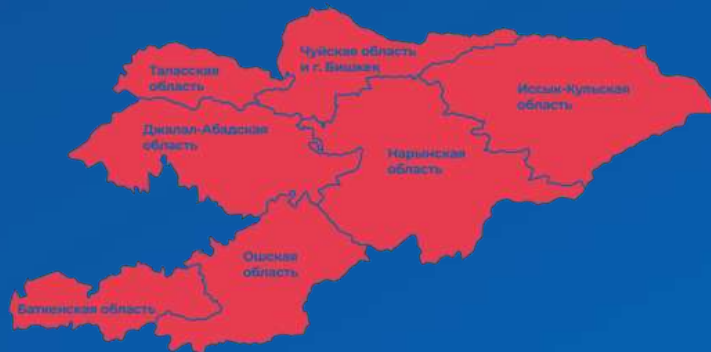 Чуйская область
и г. Бишкек
Таласская
область
Иссык-Кульская
область
Джалал-Абадская
область
Нарынская
область
Ошская
область
Баткенская область